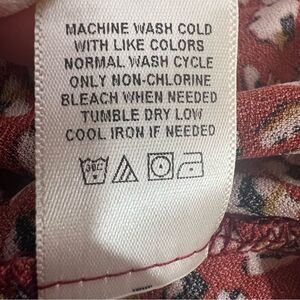 MACHINE WASH COLD
WITH LIKE COLORS
NORMAL WASH CYCLE
ONLY NON-CHLORINE
BLEACH WHEN NEEDED
TUMBLE DRY LOW
COOL IRON IF NEEDED